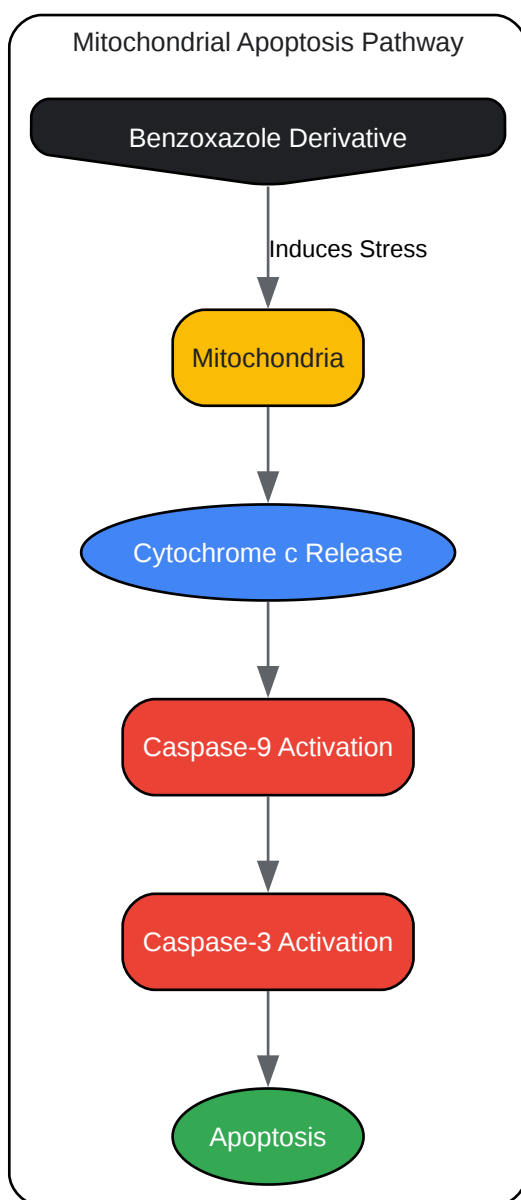 Mitochondrial Apoptosis Pathway
Benzoxazole Derivative
Induces Stress
Mitochondria
Cytochrome c Release
Caspase-9 Activation
Caspase-3 Activation
Apoptosis